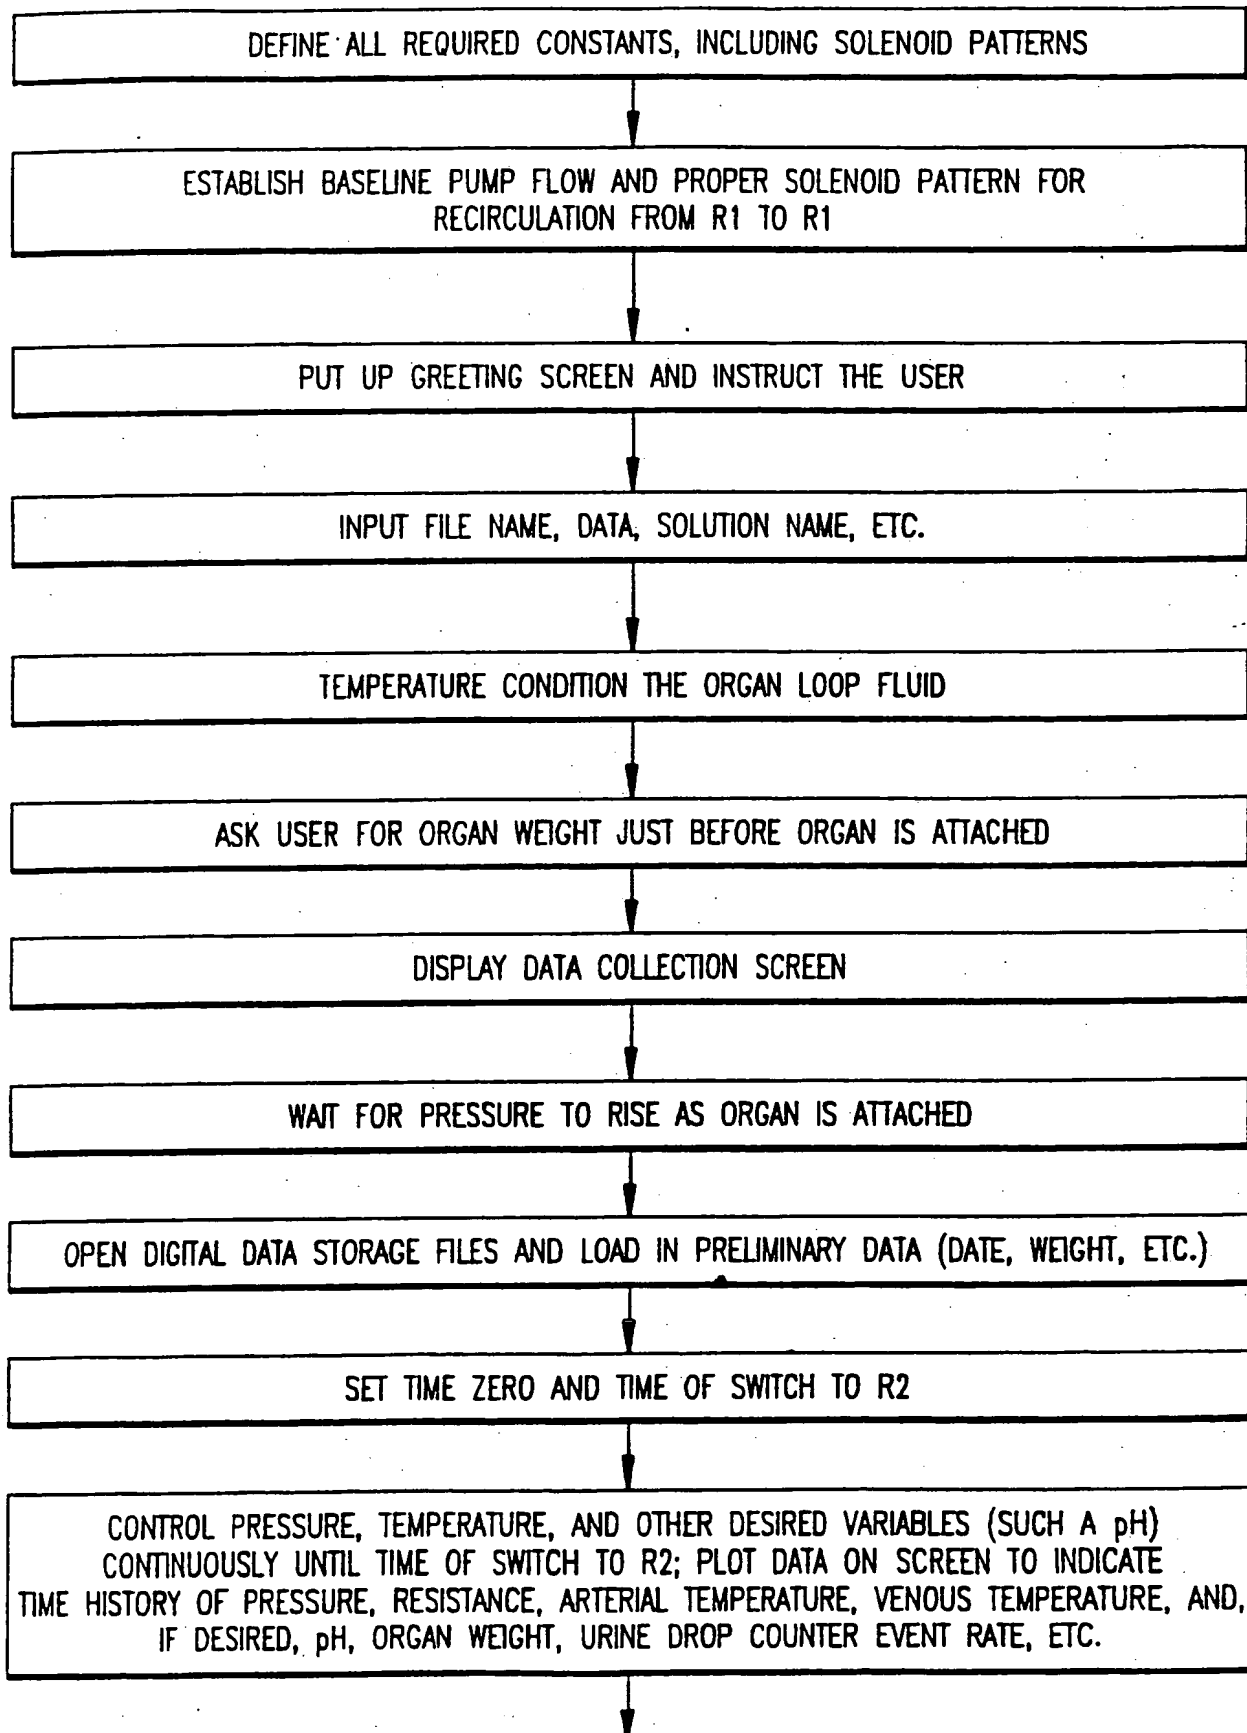 DEFINE ALL REQUIRED CONSTANTS, INCLUDING SOLENOID PATTERNS
ESTABLISH BASELINE PUMP FLOW AND PROPER SOLENOID PATTERN FOR
RECIRCULATION FROM R1 TO R1
PUT UP GREETING SCREEN AND INSTRUCT THE USER
INPUT FILE NAME, DATA, SOLUTION NAME, ETC.
TEMPERATURE CONDITION THE ORGAN LOOP FLUID
ASK USER FOR ORGAN WEIGHT JUST BEFORE ORGAN IS ATTACHED
DISPLAY DATA COLLECTION SCREEN
WAIT FOR PRESSURE TO RISE AS ORGAN IS ATTACHED
OPEN DIGITAL DATA STORAGE FILES AND LOAD IN PRELIMINARY DATA (DATE, WEIGHT, ETC.)
SET TIME ZERO AND TIME OF SWITCH TO R2
CONTROL PRESSURE, TEMPERATURE, AND OTHER DESIRED VARIABLES (SUCH A pH)
CONTINUOUSLY UNTIL TIME OF SWITCH TO R2; PLOT DATA ON SCREEN TO INDICATE
TIME HISTORY OF PRESSURE, RESISTANCE, ARTERIAL TEMPERATURE, VENOUS TEMPERATURE, AND,
IF DESIRED, pH, ORGAN WEIGHT, URINE DROP COUNTER EVENT RATE, ETC.